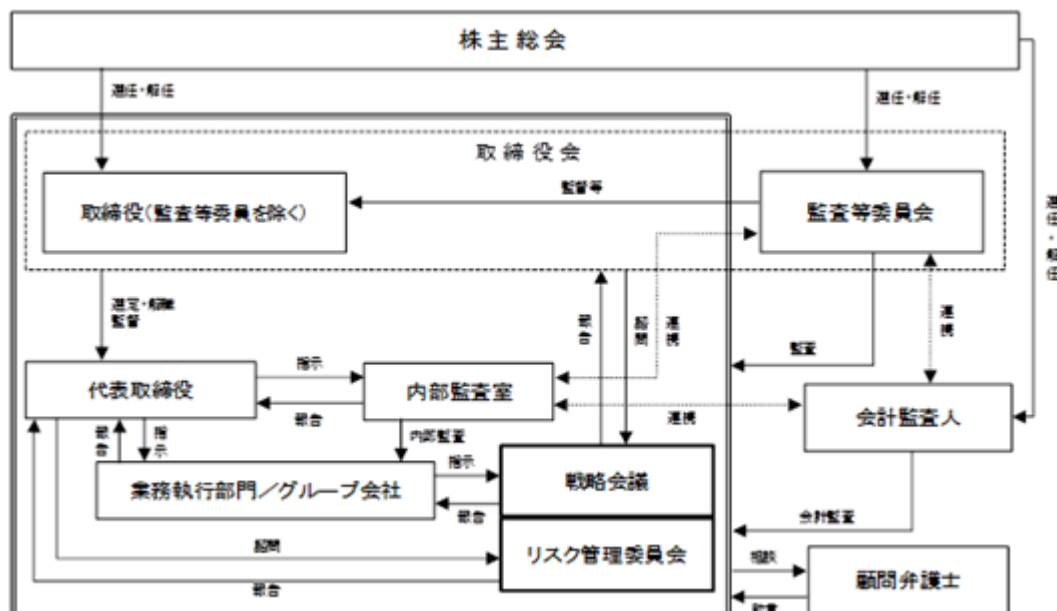 株主総会
選任・解任
選任・解任
取締役会
監督等
取締役(監査等委員を除く)
監査等委員会
選任・解任
選定・解職
監督
報告
諮問
連携
連携
監査
指示
代表取締役
内部監査室
報告
連携
会計監査人
報告
指示
内部監査
指示
業務執行部門/グループ会社
戦略会議
報告
会計監査
諮問
リスク管理委員会
相談
報告
顧問弁護士